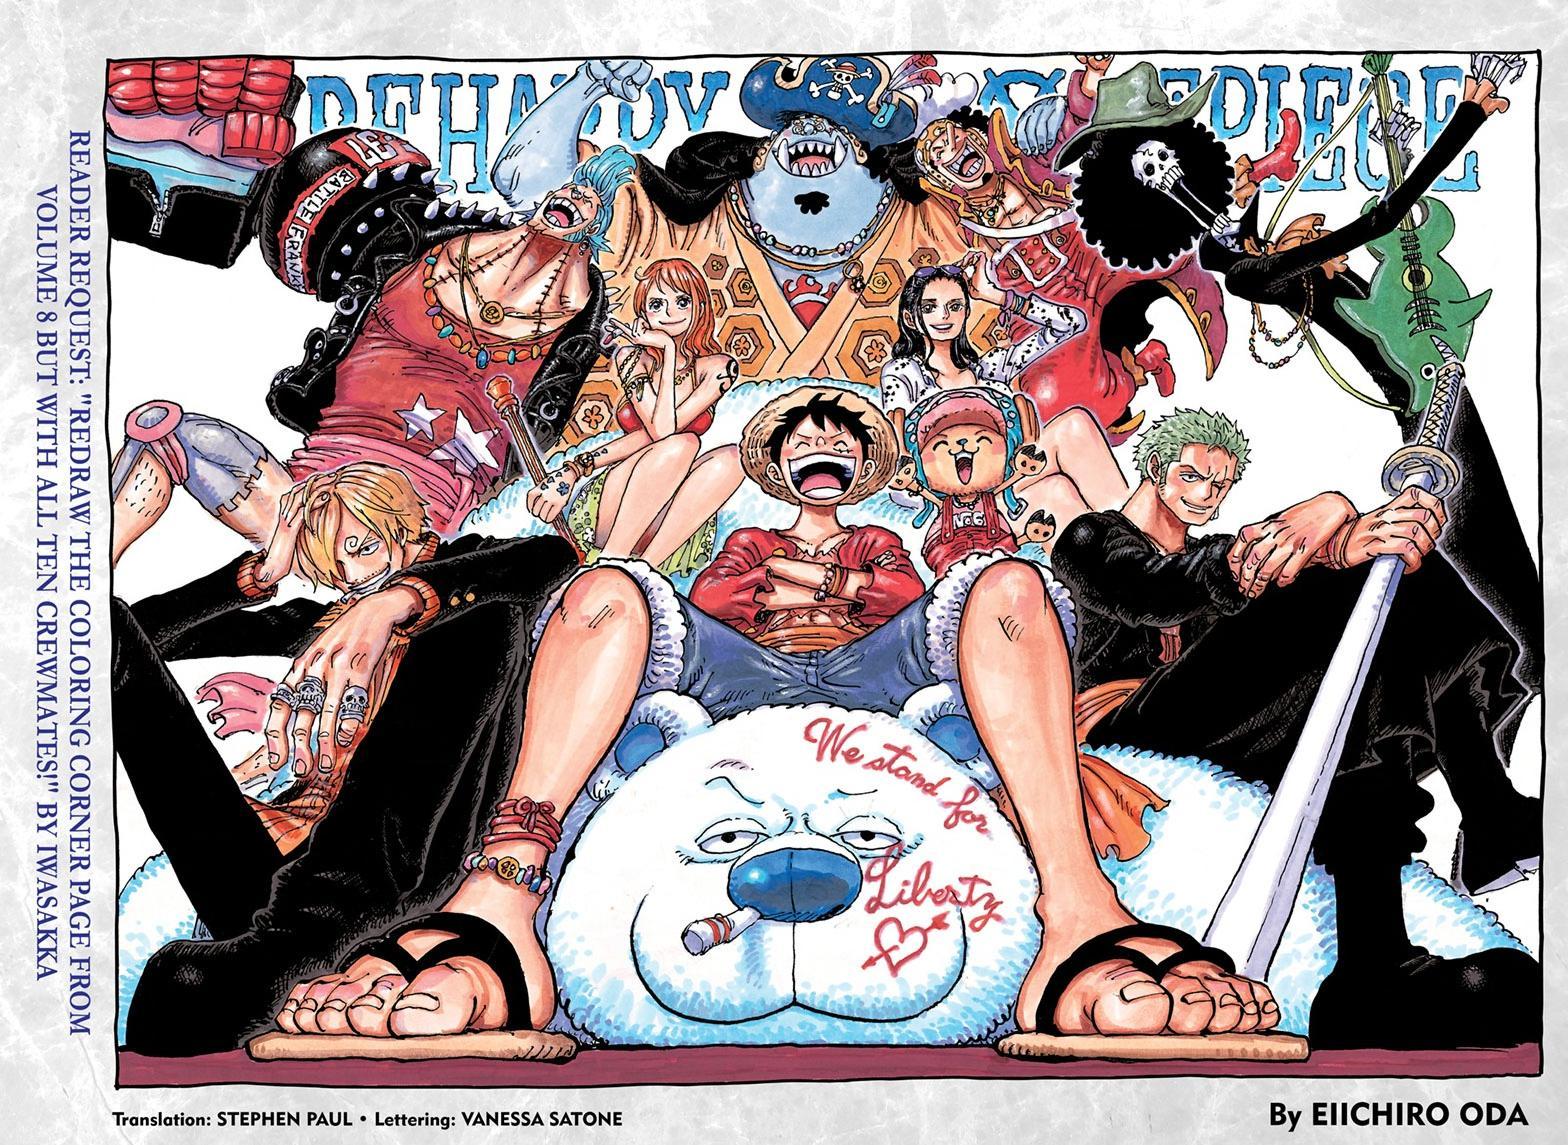 READER REQUEST: "REDRAW THE COLORING CORNER PAGE FROM
VOLUME 8 BUT WITH ALL TEN CREWMATES!" BY IWASAKKA
PIECE
BATTLE FRANKY
We stand for
Liberty
Translation: STEPHEN PAUL • Lettering: VANESSA SATONE
By EIICHIRO ODA